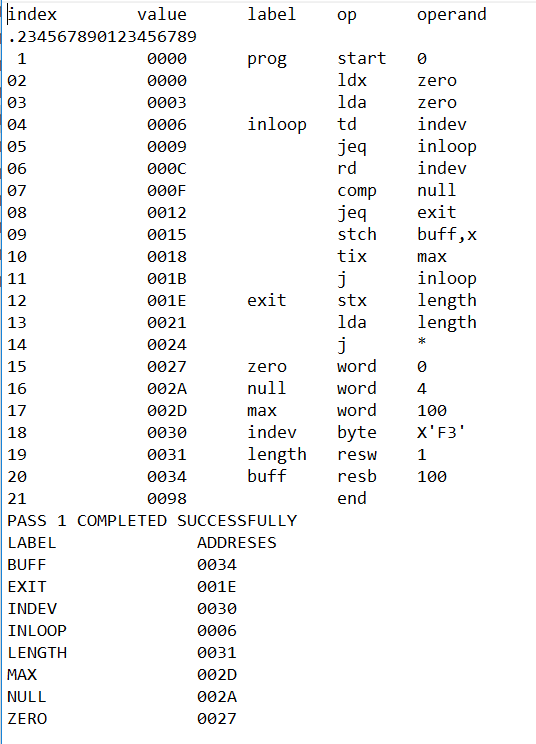 index value label op operand
.234567890123456789
1 0000 prog start 0
02 0000 ldx zero
03 0003 lda zero
04 0006 inloop td indev
05 0009 jeq inloop
06 000C rd indev
07 000F comp null
08 0012 jeq exit
09 0015 stch buff,x
10 0018 tix max
11 001B j inloop
12 001E exit stx length
13 0021 lda length
14 0024 j *
15 0027 zero word 0
16 002A null word 4
17 002D max word 100
18 0030 indev byte X'F3'
19 0031 length resw 1
20 0034 buff resb 100
21 0098 end
PASS 1 COMPLETED SUCCESSFULLY
LABEL ADDRESES
BUFF 0034
EXIT 001E
INDEV 0030
INLOOP 0006
LENGTH 0031
MAX 002D
NULL 002A
ZERO 0027